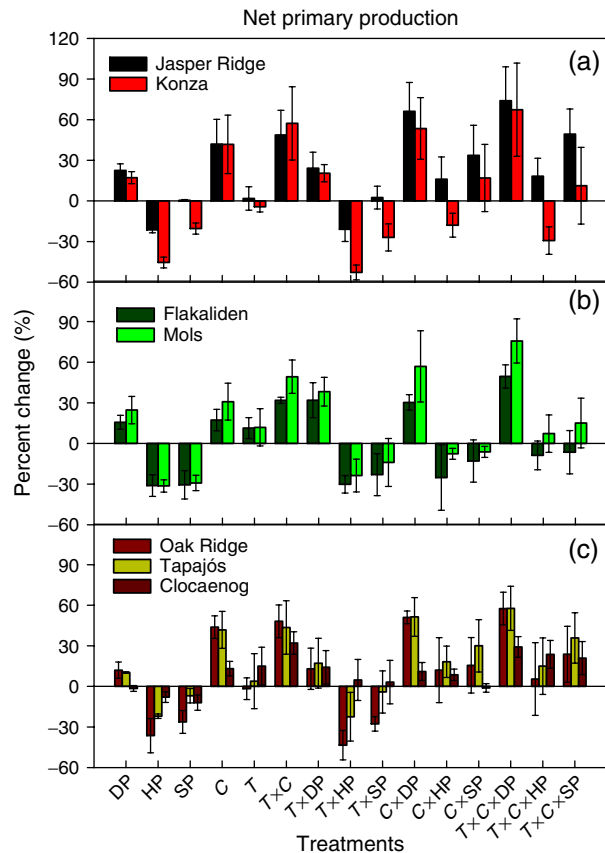 Net primary production
120
(a)
Jasper Ridge
Konza
90
60
30
0
−30
−60
(b)
Flakaliden
Mols
90
60
30
0
−30
−60
Percent change (%)
(c)
Oak Ridge
Tapajós
Clocaenog
90
60
30
0
−30
−60
DP HP SP C T T×C T×DP T×HP T×SP C×DP C×HP C×SP T×C×DP T×C×HP T×C×SP
Treatments